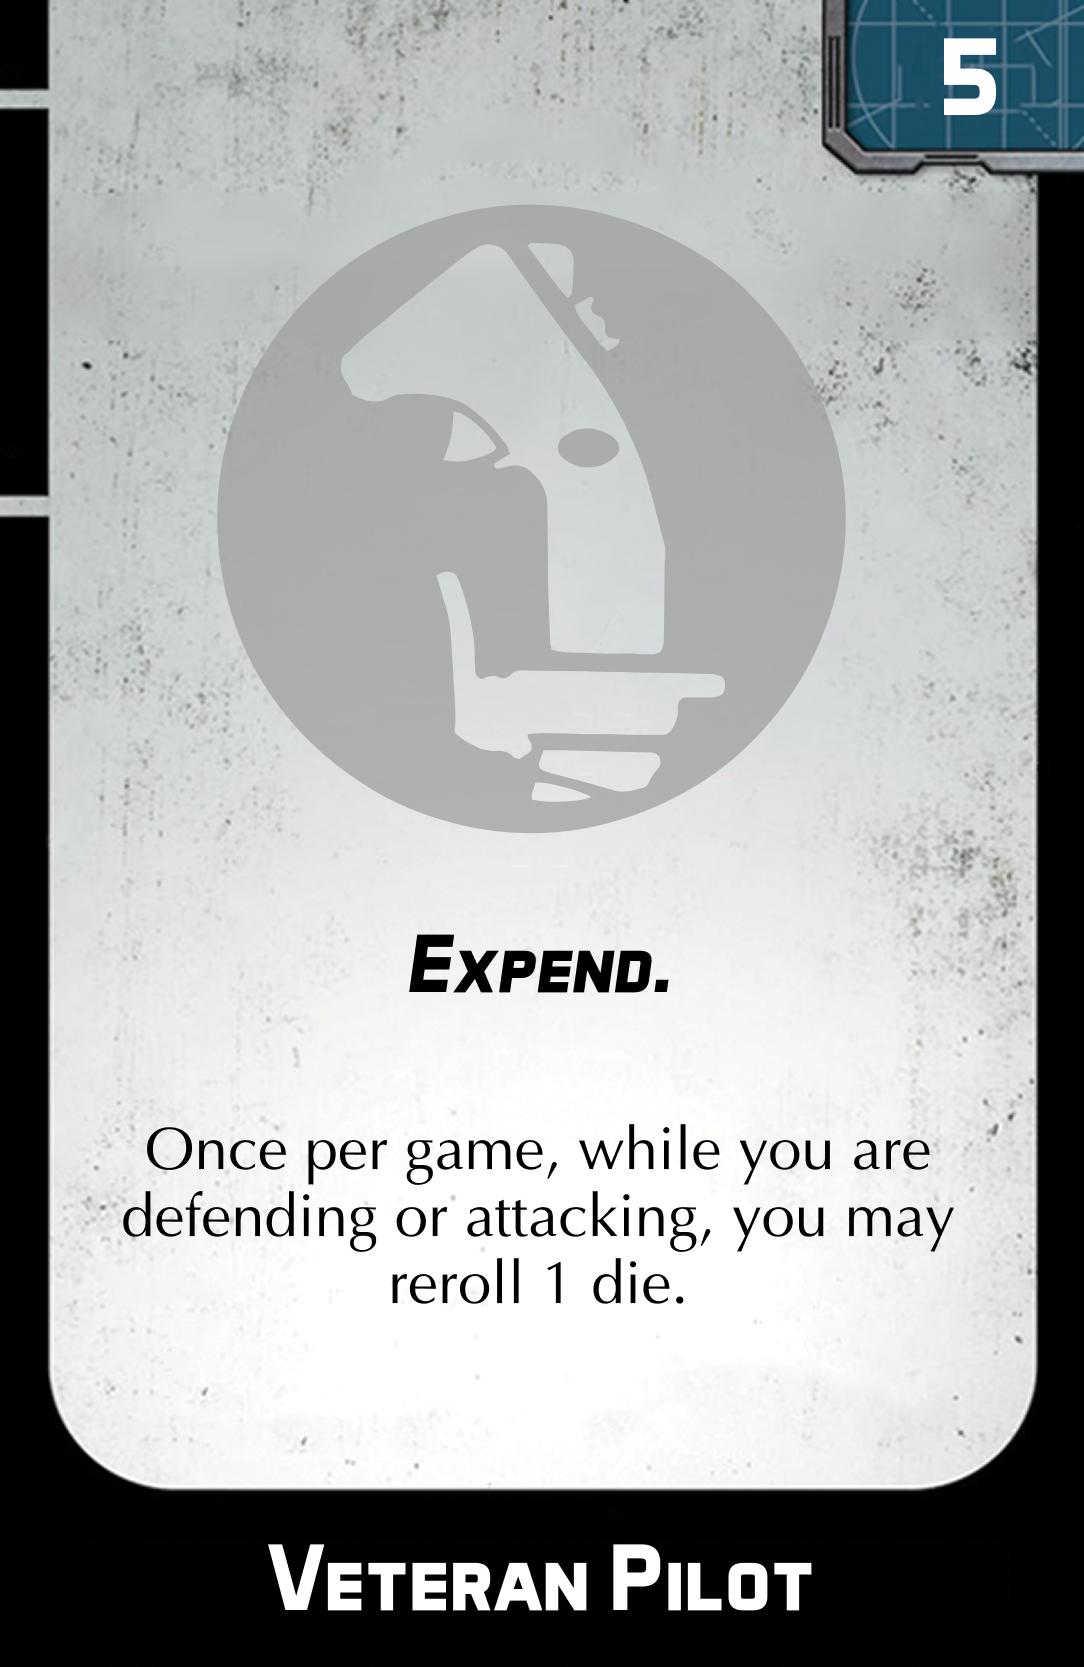 5
Expend.
Once per game, while you are
defending or attacking, you may
reroll 1 die.
Veteran Pilot